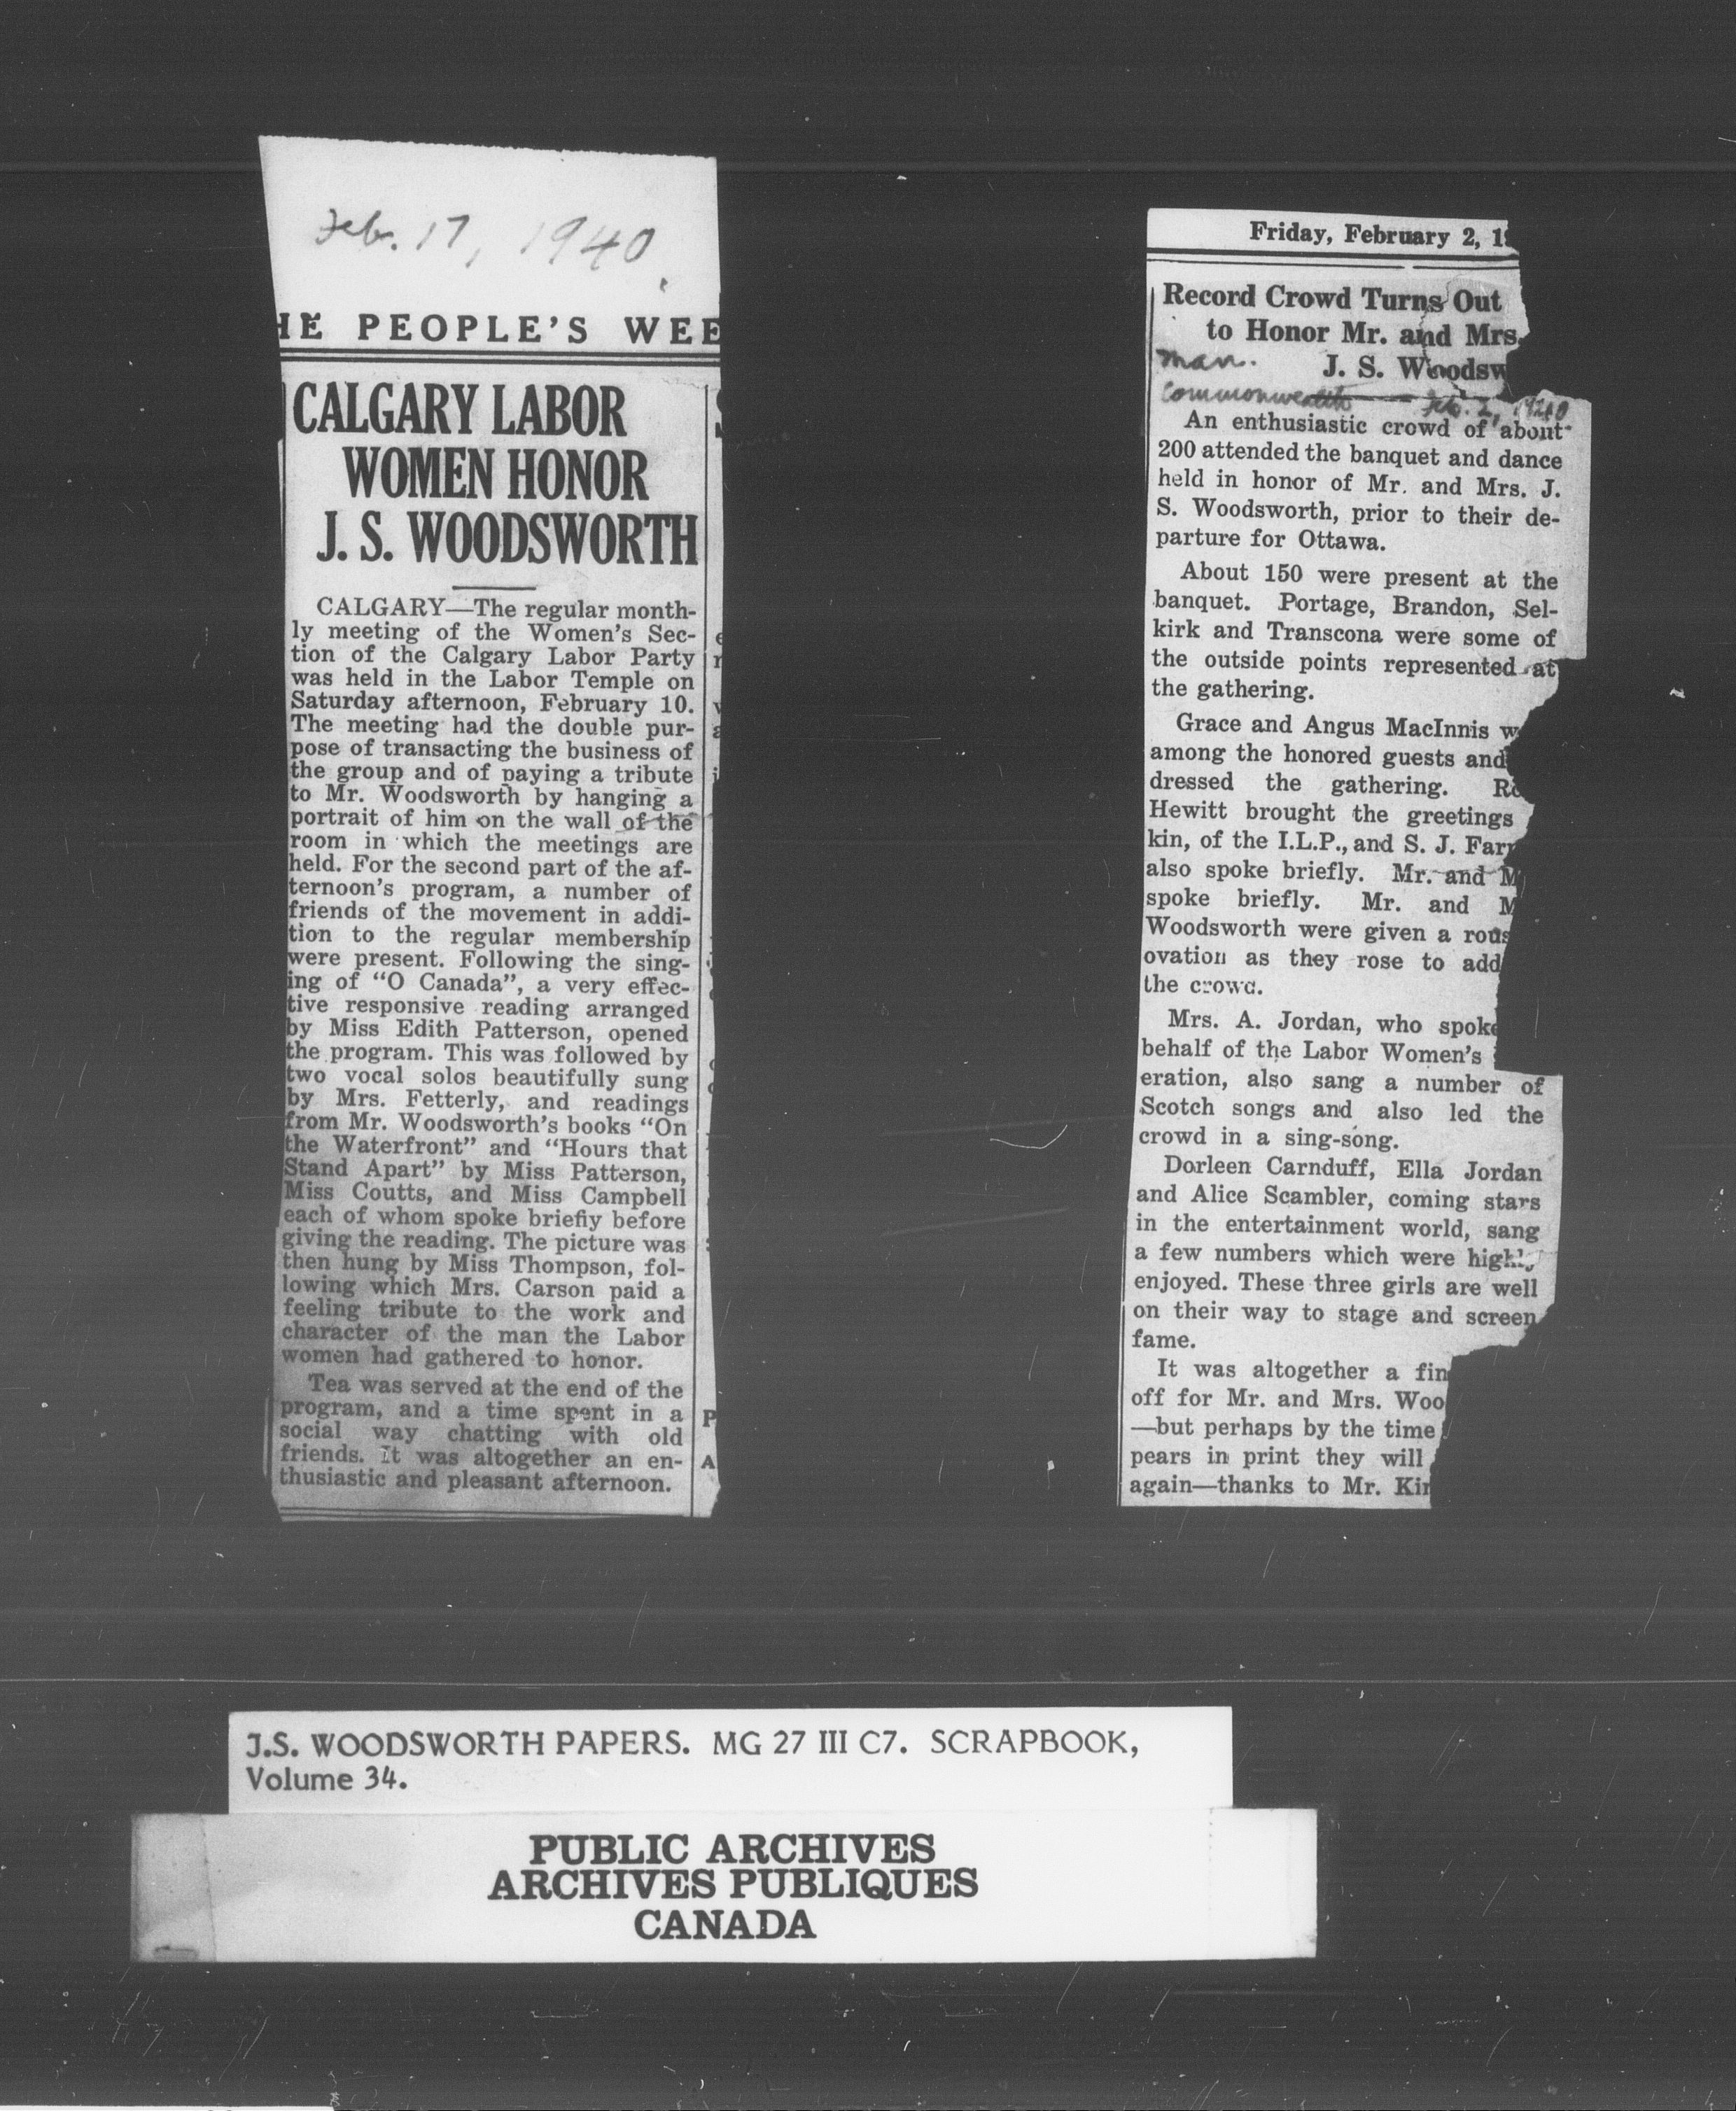 Feb. 17, 1940.
HE PEOPLE'S WEE
CALGARY LABOR
WOMEN HONOR
J. S. WOODSWORTH
CALGARY—The regular month-
ly meeting of the Women's Sec-
tion of the Calgary Labor Party
was held in the Labor Temple on
Saturday afternoon, February 10.
The meeting had the double pur-
pose of transacting the business of
the group and of paying a tribute
to Mr. Woodsworth by hanging a
portrait of him on the wall of the
room in which the meetings are
held. For the second part of the af-
ternoon's program, a number of
friends of the movement in addi-
tion to the regular membership
were present. Following the sing-
ing of "O Canada", a very effec-
tive responsive reading arranged
by Miss Edith Patterson, opened
the program. This was followed by
two vocal solos beautifully sung
by Mrs. Fetterly, and readings
from Mr. Woodsworth's books "On
the Waterfront" and "Hours that
Stand Apart" by Miss Patterson,
Miss Coutts, and Miss Campbell
each of whom spoke briefly before
giving the reading. The picture was
then hung by Miss Thompson, fol-
lowing which Mrs. Carson paid a
feeling tribute to the work and
character of the man the Labor
women had gathered to honor.
Tea was served at the end of the
program, and a time spent in a
social way chatting with old
friends. It was altogether an en-
thusiastic and pleasant afternoon.
Friday, February 2, 19
Record Crowd Turns Out
to Honor Mr. and Mrs.
J. S. Woodsw
Man.
Commonwealth Feb. 2, 1940
An enthusiastic crowd of about
200 attended the banquet and dance
held in honor of Mr. and Mrs. J.
S. Woodsworth, prior to their de-
parture for Ottawa.
About 150 were present at the
banquet. Portage, Brandon, Sel-
kirk and Transcona were some of
the outside points represented at
the gathering.
Grace and Angus MacInnis w
among the honored guests and
dressed the gathering. Ro
Hewitt brought the greetings
kin, of the I.L.P., and S. J. Farr
also spoke briefly. Mr. and M
spoke briefly. Mr. and M
Woodsworth were given a rous
ovation as they rose to add
the crowd.
Mrs. A. Jordan, who spoke
behalf of the Labor Women's
eration, also sang a number of
Scotch songs and also led the
crowd in a sing-song.
Dorleen Carnduff, Ella Jordan
and Alice Scambler, coming stars
in the entertainment world, sang
a few numbers which were highly
enjoyed. These three girls are well
on their way to stage and screen
fame.
It was altogether a fin
off for Mr. and Mrs. Woo
—but perhaps by the time
pears in print they will
again—thanks to Mr. Kin
J.S. WOODSWORTH PAPERS. MG 27 III C7. SCRAPBOOK,
Volume 34.
PUBLIC ARCHIVES
ARCHIVES PUBLIQUES
CANADA